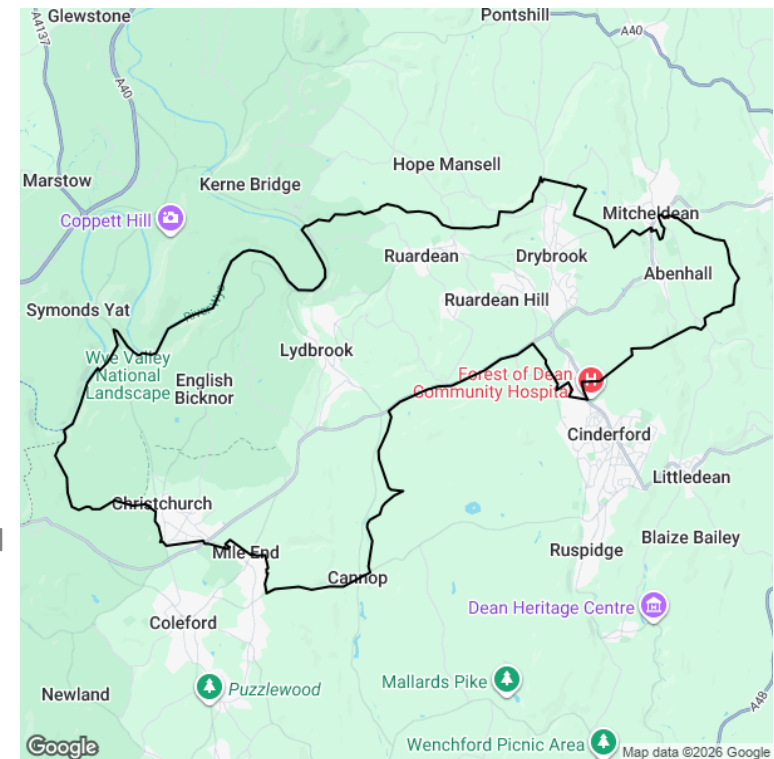 Glewstone
Pontshill
A4137
A40
A40
Hope Mansell
Marstow
Kerne Bridge
Coppett Hill
Mitcheldean
Ruardean
Drybrook
Abenhall
Ruardean Hill
Symonds Yat
River Wye
Lydbrook
Wye Valley
National
Landscape
English
Bicknor
Forest of Dean
Community Hospital
Cinderford
Littledean
Christchurch
Mile End
Blaize Bailey
Ruspidge
Cannop
Dean Heritage Centre
Coleford
Mallards Pike
Puzzlewood
Newland
A48
Wenchford Picnic Area
Google
Map data ©2026 Google